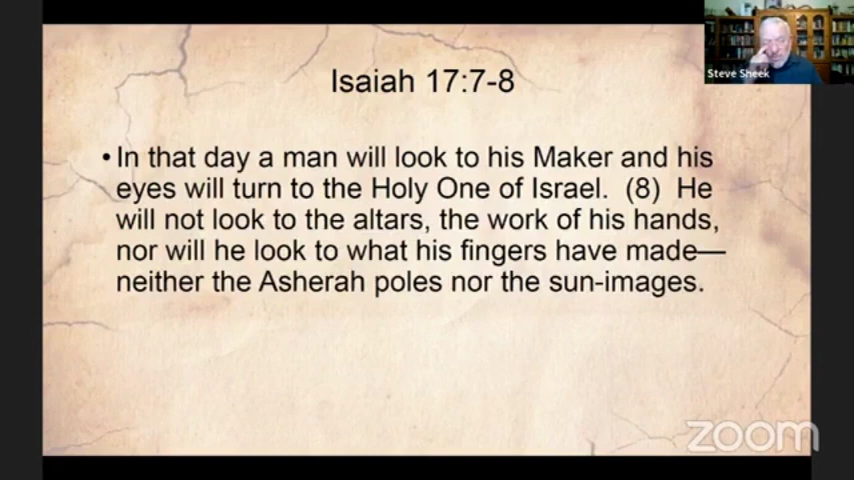 Steve Sheek
Isaiah 17:7-8
• In that day a man will look to his Maker and his
eyes will turn to the Holy One of Israel. (8) He
will not look to the altars, the work of his hands,
nor will he look to what his fingers have made—
neither the Asherah poles nor the sun-images.
zoom